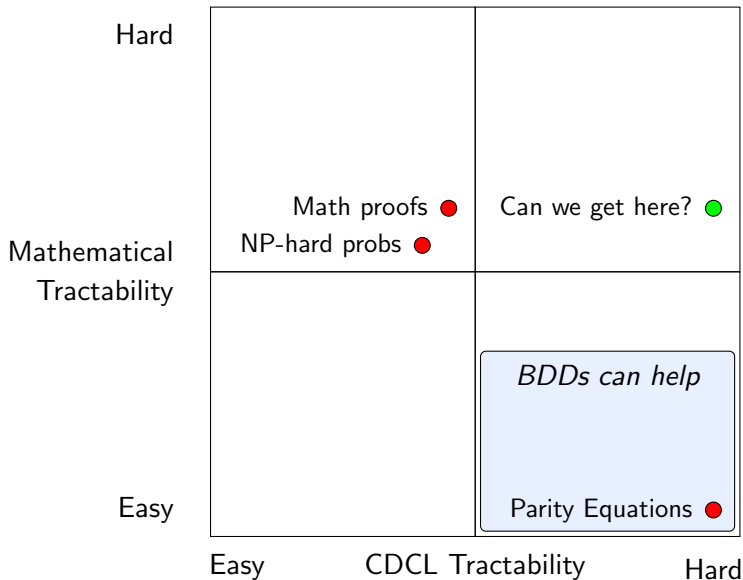 Hard
Math proofs
Can we get here?
NP-hard probs
Mathematical
Tractability
BDDs can help
Easy
Parity Equations
Easy
CDCL Tractability
Hard